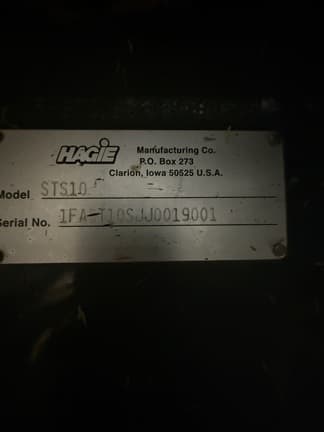 HAGIE
Manufacturing Co.
P.O. Box 273
Clarion, Iowa 50525 U.S.A.
Model STS10
Serial No.